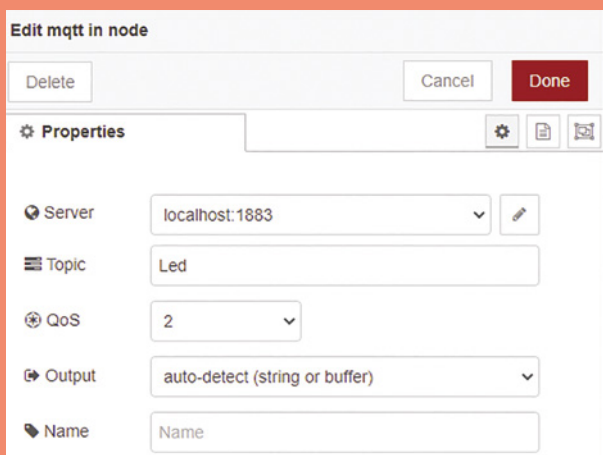 Edit mqtt in node
Delete
Cancel
Done
Properties
Server
localhost:1883
Topic
Led
QoS
2
Output
auto-detect (string or buffer)
Name
Name